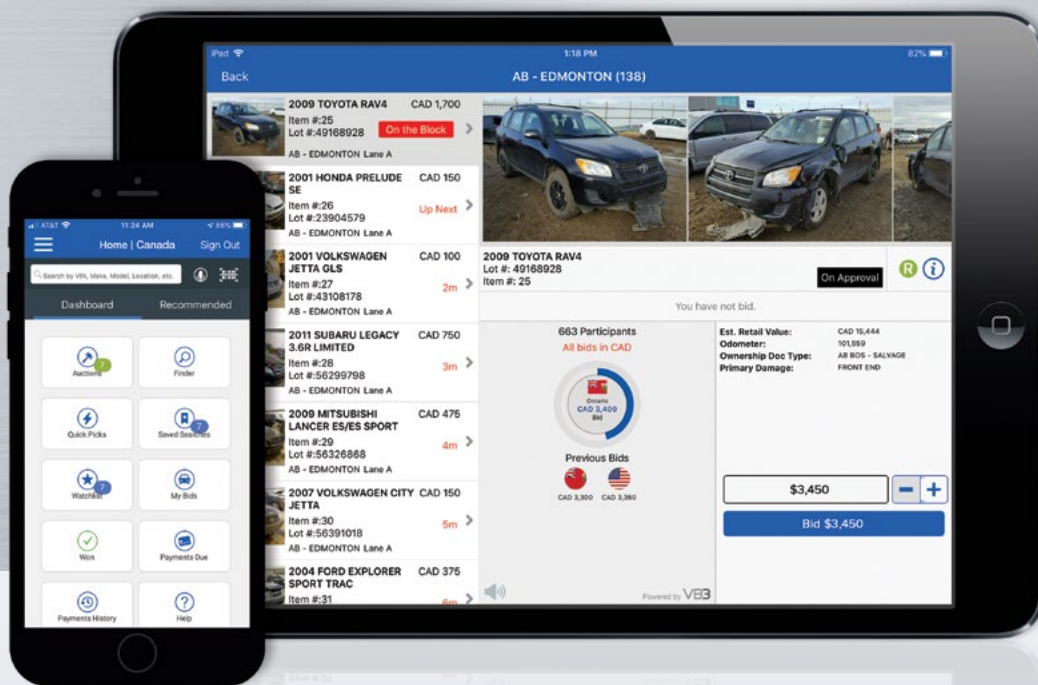 iPad
1:18 PM
82%
Back
AB - EDMONTON (138)
2009 TOYOTA RAV4 CAD 1,700
Item #:25
Lot #:49168928 On the Block
AB - EDMONTON Lane A
2001 HONDA PRELUDE SE CAD 150
Item #:26
Lot #:23904579 Up Next
AB - EDMONTON Lane A
2001 VOLKSWAGEN JETTA GLS CAD 100
Item #:27
Lot #:43108178 2m
AB - EDMONTON Lane A
2011 SUBARU LEGACY 3.6R LIMITED CAD 750
Item #:28
Lot #:56299798 3m
AB - EDMONTON Lane A
2009 MITSUBISHI LANCER ES/ES SPORT CAD 475
Item #:29
Lot #:56326868 4m
AB - EDMONTON Lane A
2007 VOLKSWAGEN CITY JETTA CAD 150
Item #:30
Lot #:56391018 5m
AB - EDMONTON Lane A
2004 FORD EXPLORER SPORT TRAC CAD 375
Item #:31 6m
2009 TOYOTA RAV4
Lot #: 49168928
Item #: 25
On Approval
R
You have not bid.
663 Participants
All bids in CAD
Ontario
CAD 3,400
Bid
Previous Bids
CAD 3,300 CAD 3,350
Powered by VB3
Est. Retail Value: CAD 15,444
Odometer:
Ownership Doc Type: AB BOS - SALVAGE
Primary Damage: FRONT END
$3,450
Bid $3,450
AT&T
11:24 AM
Home | Canada
Sign Out
Search by VIN, Make, Model, Location, etc.
Dashboard Recommended
7
Auctions Finder
7
Quick Picks Saved Searches
7
Watchlist My Bids
Won Payments Due
Payments History Help